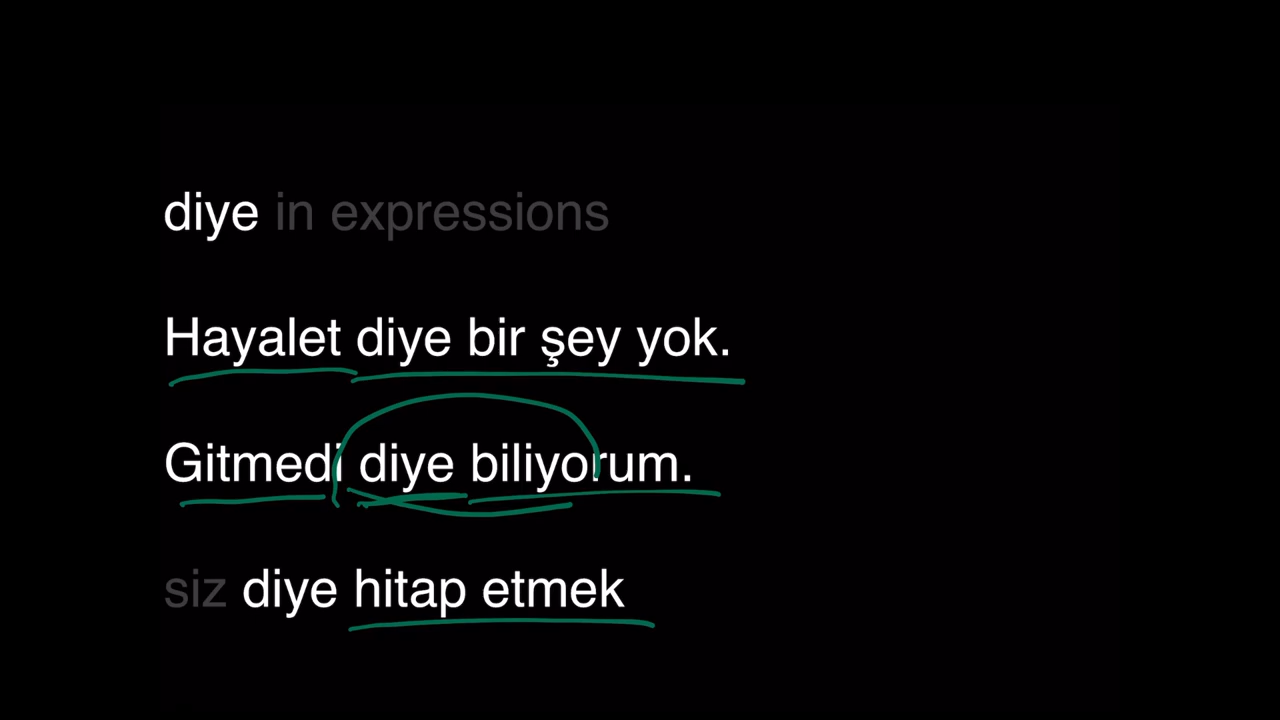 diye in expressions
Hayalet diye bir şey yok.
Gitmedi diye biliyorum.
siz diye hitap etmek